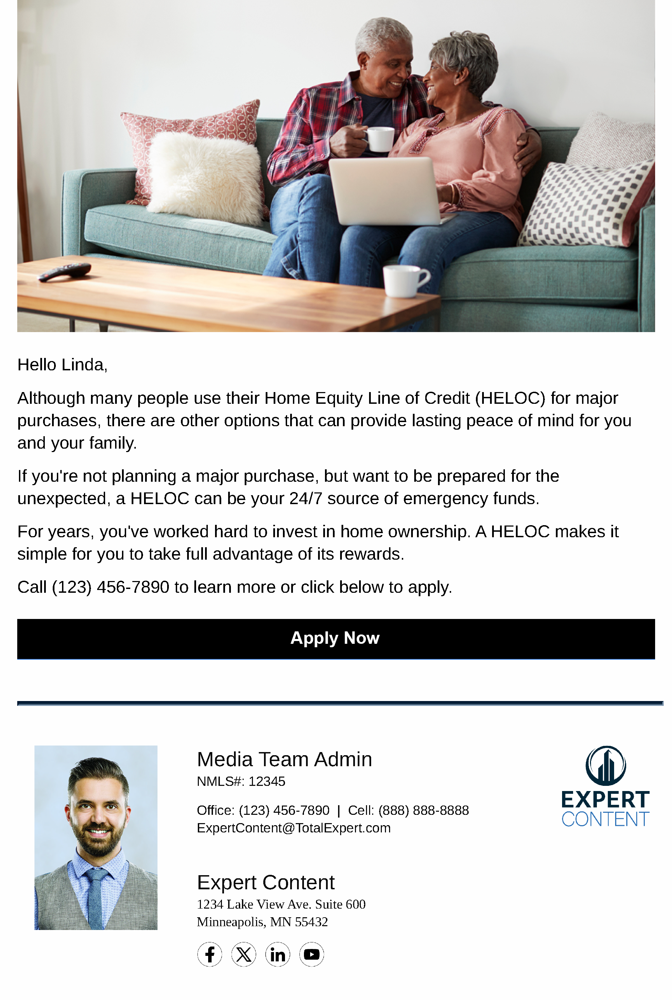 Hello Linda,
Although many people use their Home Equity Line of Credit (HELOC) for major
purchases, there are other options that can provide lasting peace of mind for you
and your family.
If you're not planning a major purchase, but want to be prepared for the
unexpected, a HELOC can be your 24/7 source of emergency funds.
For years, you've worked hard to invest in home ownership. A HELOC makes it
simple for you to take full advantage of its rewards.
Call (123) 456-7890 to learn more or click below to apply.
Apply Now
Media Team Admin
NMLS#: 12345
Office: (123) 456-7890 | Cell: (888) 888-8888
ExpertContent@TotalExpert.com
EXPERT
CONTENT
Expert Content
1234 Lake View Ave. Suite 600
Minneapolis, MN 55432